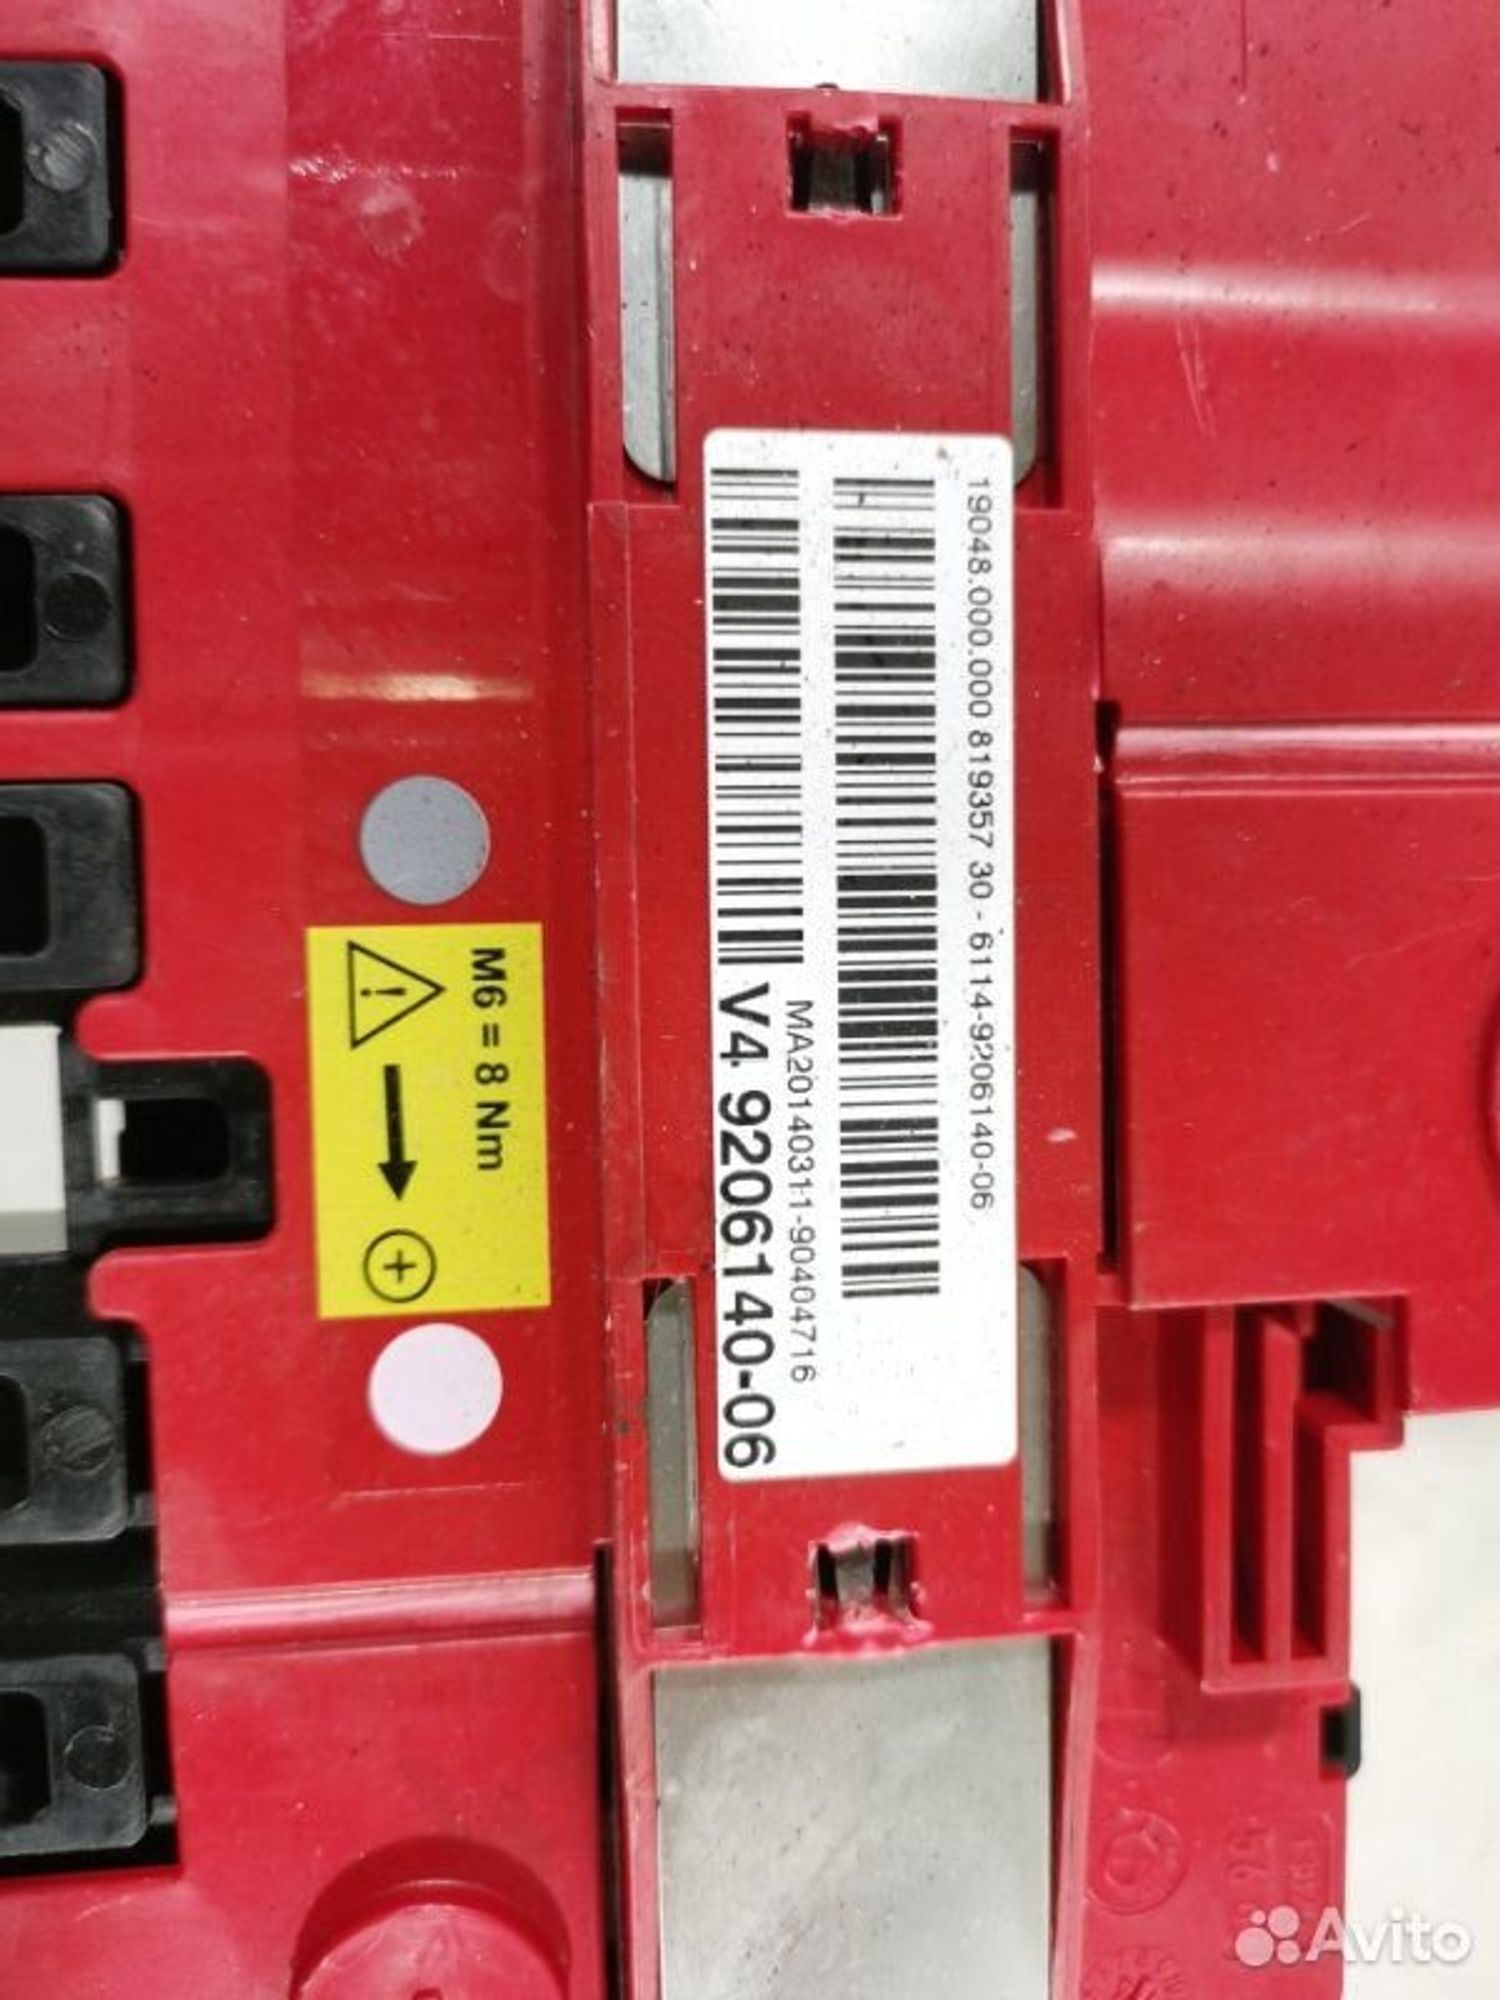 19048.000.000 819357 30 - 6114-9206140-06
MA20140311-90404716
V4 9206140-06
M6 = 8 Nm
Avito